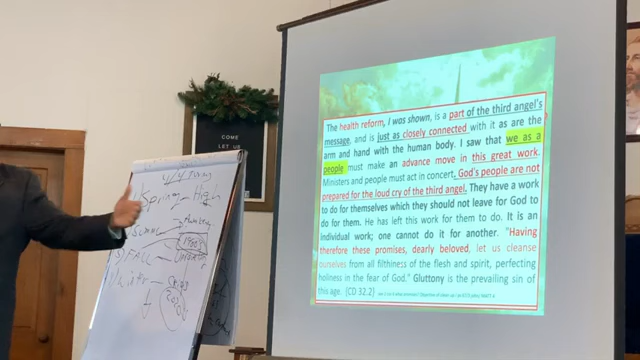 COME
LET US
4/4
Spring - High
FALL
The health reform, I was shown, is a part of the third angel's
message, and is just as closely connected with it as are the
arm and hand with the human body. I saw that we as a
people must make an advance move in this great work.
Ministers and people must act in concert. God's people are not
prepared for the loud cry of the third angel. They have a work
to do for themselves which they should not leave for God to
do for them. He has left this work for them to do. It is an
individual work; one cannot do it for another. "Having
therefore these promises, dearly beloved, let us cleanse
ourselves from all filthiness of the flesh and spirit, perfecting
holiness in the fear of God." Gluttony is the prevailing sin of
this age. {CD 32.2}